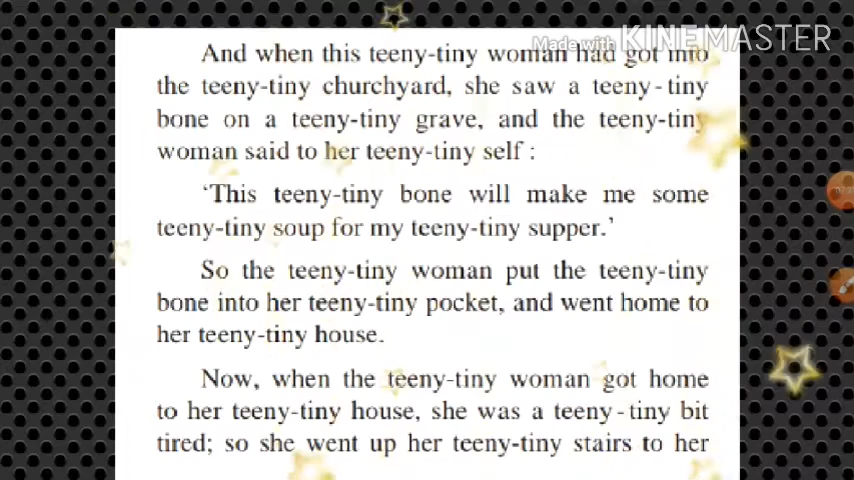 Made with KINEMASTER
And when this teeny-tiny woman had got into
the teeny-tiny churchyard, she saw a teeny-tiny
bone on a teeny-tiny grave, and the teeny-tiny
woman said to her teeny-tiny self :
‘This teeny-tiny bone will make me some
teeny-tiny soup for my teeny-tiny supper.’
So the teeny-tiny woman put the teeny-tiny
bone into her teeny-tiny pocket, and went home to
her teeny-tiny house.
Now, when the teeny-tiny woman got home
to her teeny-tiny house, she was a teeny-tiny bit
tired; so she went up her teeny-tiny stairs to her